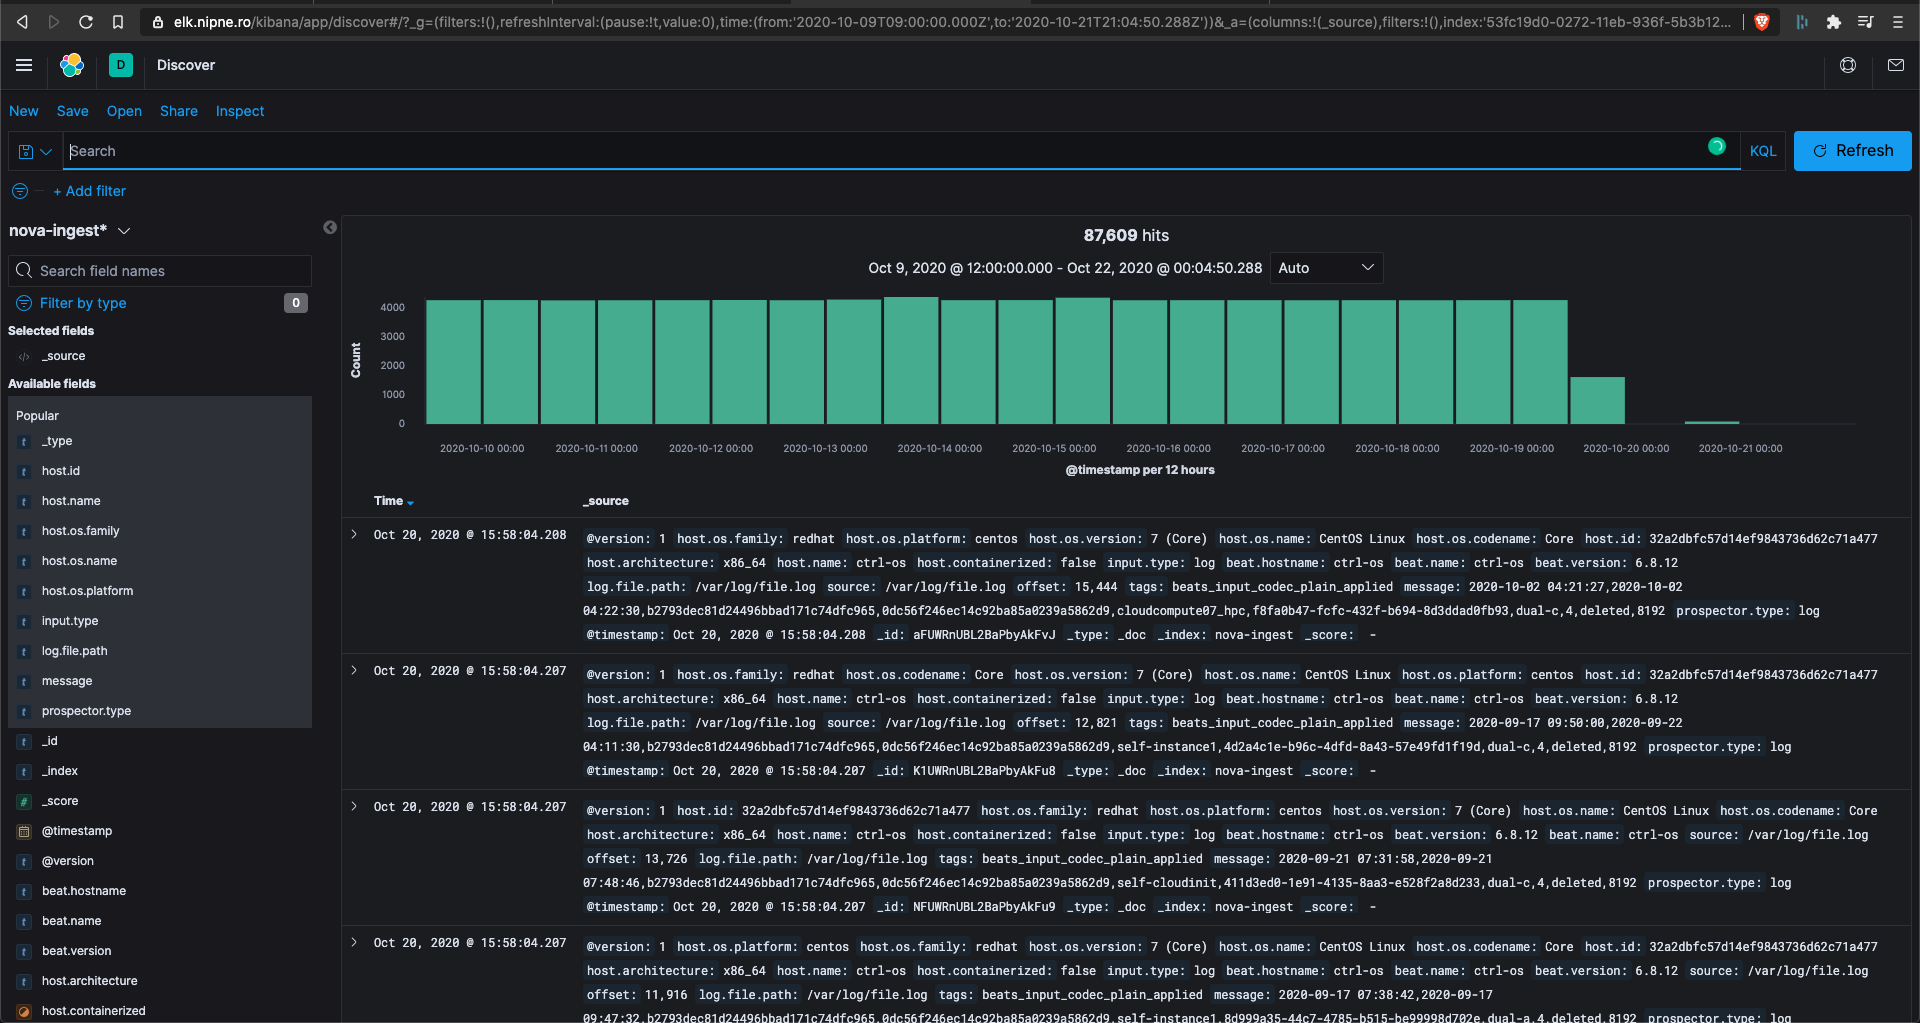 elk.nipne.ro/kibana/app/discover#/?_g=(filters:!(),refreshInterval:(pause:!t,value:0),time:(from:'2020-10-09T09:00:00.000Z',to:'2020-10-21T21:04:50.288Z'))&_a=(columns:!(_source),filters:!(),index:'53fc19d0-0272-11eb-936f-5b3b12...
D Discover
New Save Open Share Inspect
Search KQL Refresh
+ Add filter
nova-ingest*
Search field names
Filter by type 0
Selected fields
_source
Available fields
Popular
_type
host.id
host.name
host.os.family
host.os.name
host.os.platform
input.type
log.file.path
message
prospector.type
_id
_index
_score
@timestamp
@version
beat.hostname
beat.name
beat.version
host.architecture
host.containerized
87,609 hits
Oct 9, 2020 @ 12:00:00.000 - Oct 22, 2020 @ 00:04:50.288 Auto
Count
4000
3000
2000
1000
0
2020-10-10 00:00 2020-10-11 00:00 2020-10-12 00:00 2020-10-13 00:00 2020-10-14 00:00 2020-10-15 00:00 2020-10-16 00:00 2020-10-17 00:00 2020-10-18 00:00 2020-10-19 00:00 2020-10-20 00:00 2020-10-21 00:00
@timestamp per 12 hours
Time _source
Oct 20, 2020 @ 15:58:04.208 @version: 1 host.os.family: redhat host.os.platform: centos host.os.version: 7 (Core) host.os.name: CentOS Linux host.os.codename: Core host.id: 32a2dbfc57d14ef9843736d62c71a477
host.architecture: x86_64 host.name: ctrl-os host.containerized: false input.type: log beat.hostname: ctrl-os beat.name: ctrl-os beat.version: 6.8.12
log.file.path: /var/log/file.log source: /var/log/file.log offset: 15,444 tags: beats_input_codec_plain_applied message: 2020-10-02 04:21:27,2020-10-02
04:22:30,b2793dec81d24496bbad171c74dfc965,0dc56f246ec14c92ba85a0239a5862d9,cloudcompute07_hpc,f8fa0b47-fcfc-432f-b694-8d3ddad0fb93,dual-c,4,deleted,8192 prospector.type: log
@timestamp: Oct 20, 2020 @ 15:58:04.208 _id: aFUWRnUBL2BaPbyAkFvJ _type: _doc _index: nova-ingest _score: -
Oct 20, 2020 @ 15:58:04.207 @version: 1 host.os.family: redhat host.os.codename: Core host.os.version: 7 (Core) host.os.name: CentOS Linux host.os.platform: centos host.id: 32a2dbfc57d14ef9843736d62c71a477
host.architecture: x86_64 host.name: ctrl-os host.containerized: false input.type: log beat.hostname: ctrl-os beat.name: ctrl-os beat.version: 6.8.12
log.file.path: /var/log/file.log source: /var/log/file.log offset: 12,821 tags: beats_input_codec_plain_applied message: 2020-09-17 09:50:00,2020-09-22
04:11:30,b2793dec81d24496bbad171c74dfc965,0dc56f246ec14c92ba85a0239a5862d9,self-instance1,4d2a4c1e-b96c-4dfd-8a43-57e49fd1f19d,dual-c,4,deleted,8192 prospector.type: log
@timestamp: Oct 20, 2020 @ 15:58:04.207 _id: K1UWRnUBL2BaPbyAkFu8 _type: _doc _index: nova-ingest _score: -
Oct 20, 2020 @ 15:58:04.207 @version: 1 host.id: 32a2dbfc57d14ef9843736d62c71a477 host.os.family: redhat host.os.platform: centos host.os.version: 7 (Core) host.os.name: CentOS Linux host.os.codename: Core
host.architecture: x86_64 host.name: ctrl-os host.containerized: false input.type: log beat.hostname: ctrl-os beat.version: 6.8.12 beat.name: ctrl-os source: /var/log/file.log
offset: 13,726 log.file.path: /var/log/file.log tags: beats_input_codec_plain_applied message: 2020-09-21 07:31:58,2020-09-21
07:48:46,b2793dec81d24496bbad171c74dfc965,0dc56f246ec14c92ba85a0239a5862d9,self-cloudinit,411d3ed0-1e91-4135-8aa3-e528f2a8d233,dual-c,4,deleted,8192 prospector.type: log
@timestamp: Oct 20, 2020 @ 15:58:04.207 _id: NFUWRnUBL2BaPbyAkFu9 _type: _doc _index: nova-ingest _score: -
Oct 20, 2020 @ 15:58:04.207 @version: 1 host.os.platform: centos host.os.family: redhat host.os.version: 7 (Core) host.os.name: CentOS Linux host.os.codename: Core host.id: 32a2dbfc57d14ef9843736d62c71a477
host.architecture: x86_64 host.name: ctrl-os host.containerized: false input.type: log beat.hostname: ctrl-os beat.name: ctrl-os beat.version: 6.8.12 source: /var/log/file.log
offset: 11,916 log.file.path: /var/log/file.log tags: beats_input_codec_plain_applied message: 2020-09-17 07:38:42,2020-09-17
09:47:32,b2793dec81d24496bbad171c74dfc965,0dc56f246ec14c92ba85a0239a5862d9,self-instance1,8d999a35-44c7-4785-b515-be99998d702e,dual-a,4,deleted,8192 prospector.type: log